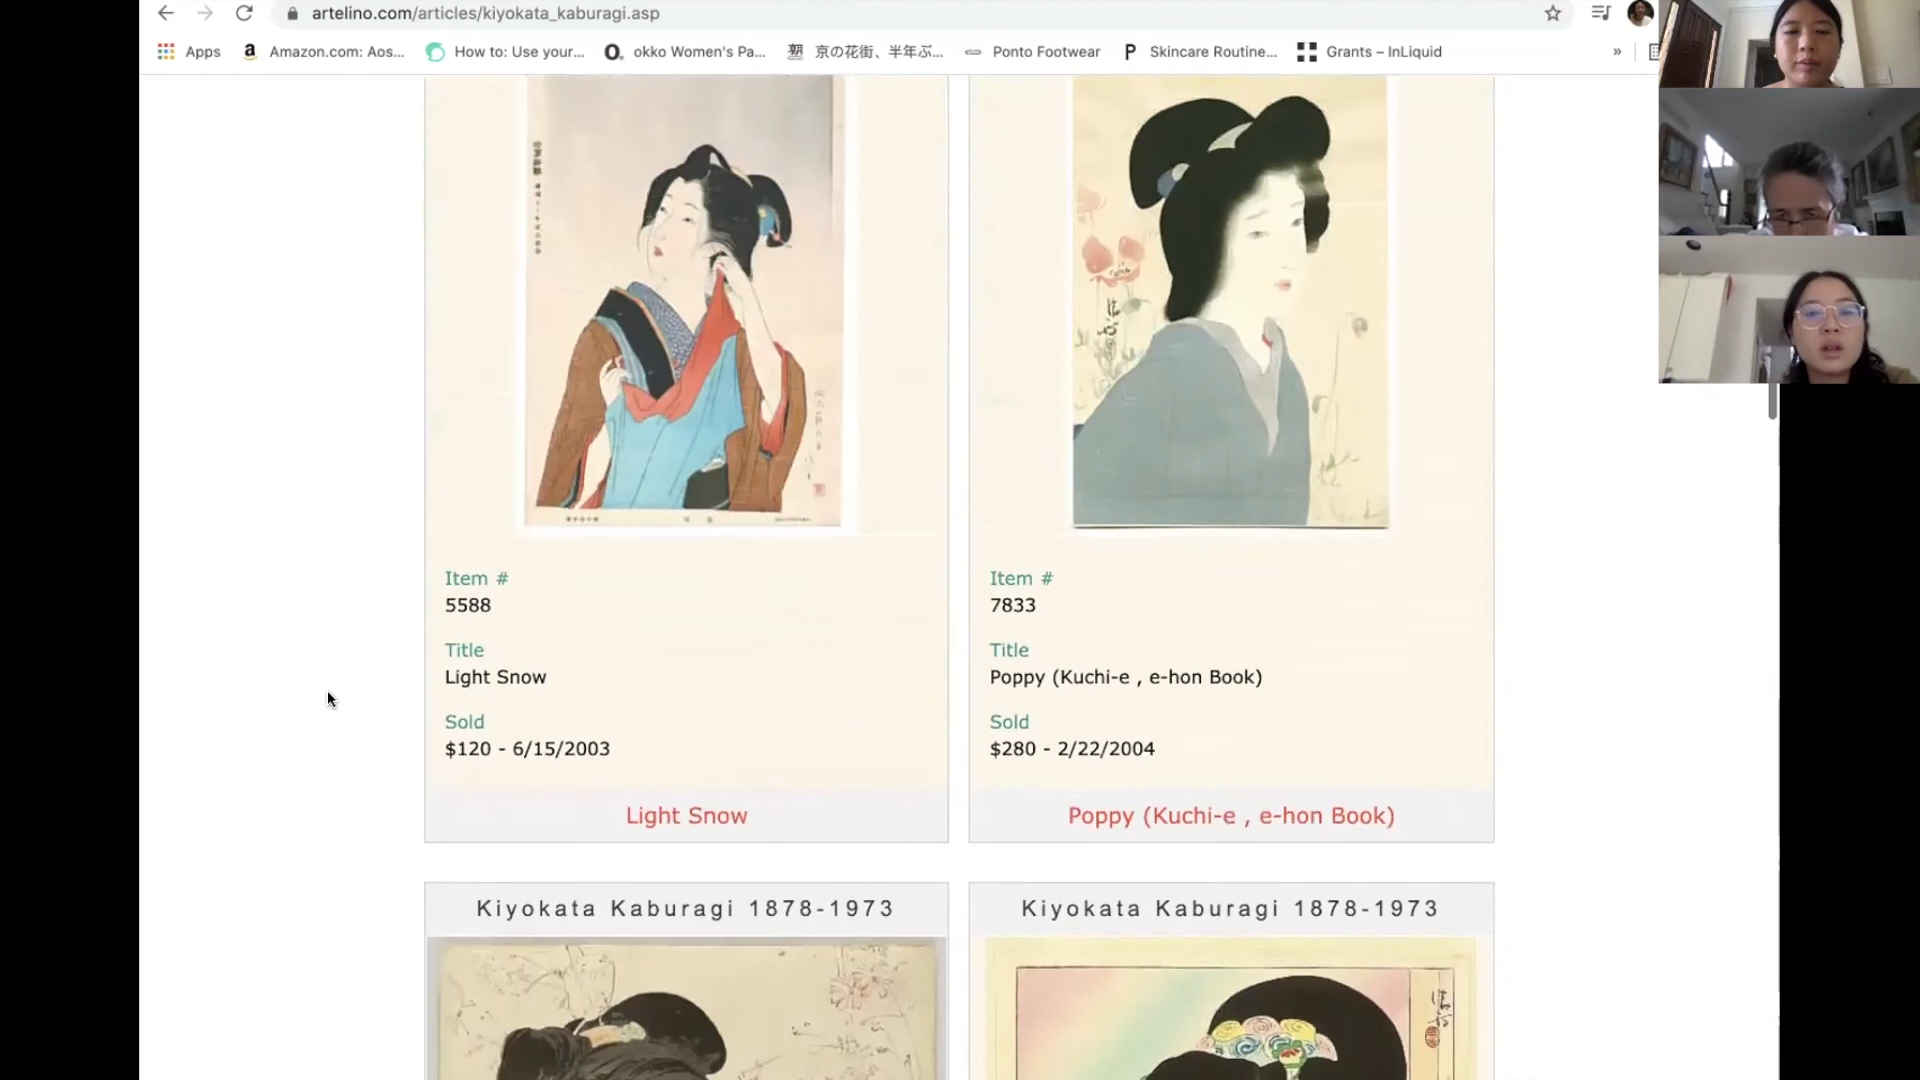 artelino.com/articles/kiyokata_kaburagi.asp
Apps
Amazon.com: Aos...
How to: Use your...
okko Women's Pa...
京の花街、半年ぶ...
Ponto Footwear
Skincare Routine...
Grants – InLiquid
»
Item #
5588
Title
Light Snow
Sold
$120 - 6/15/2003
Light Snow
Item #
7833
Title
Poppy (Kuchi-e , e-hon Book)
Sold
$280 - 2/22/2004
Poppy (Kuchi-e , e-hon Book)
Kiyokata Kaburagi 1878-1973
Kiyokata Kaburagi 1878-1973